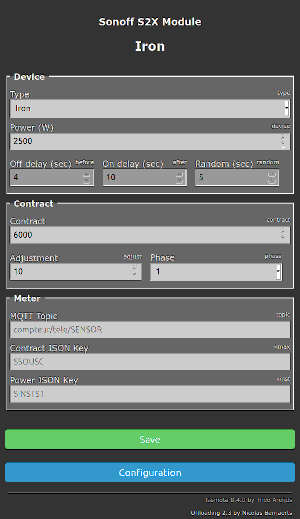 Sonoff S2X Module
Iron
Device
Type type
Iron
Power (W) device
2500
Off delay (sec) before On delay (sec) after Random (sec) random
4 10 5
Contract
Contract contract
6000
Adjustment adjust Phase phase
10 1
Meter
MQTT Topic topic
compteur/tele/SENSOR
Contract JSON Key kmax
SSOUSC
Power JSON Key kinst
SINSTS1
Save
Configuration
Tasmota 8.4.0 by Theo Arends
Offloading 2.3 by Nicolas Bernaerts